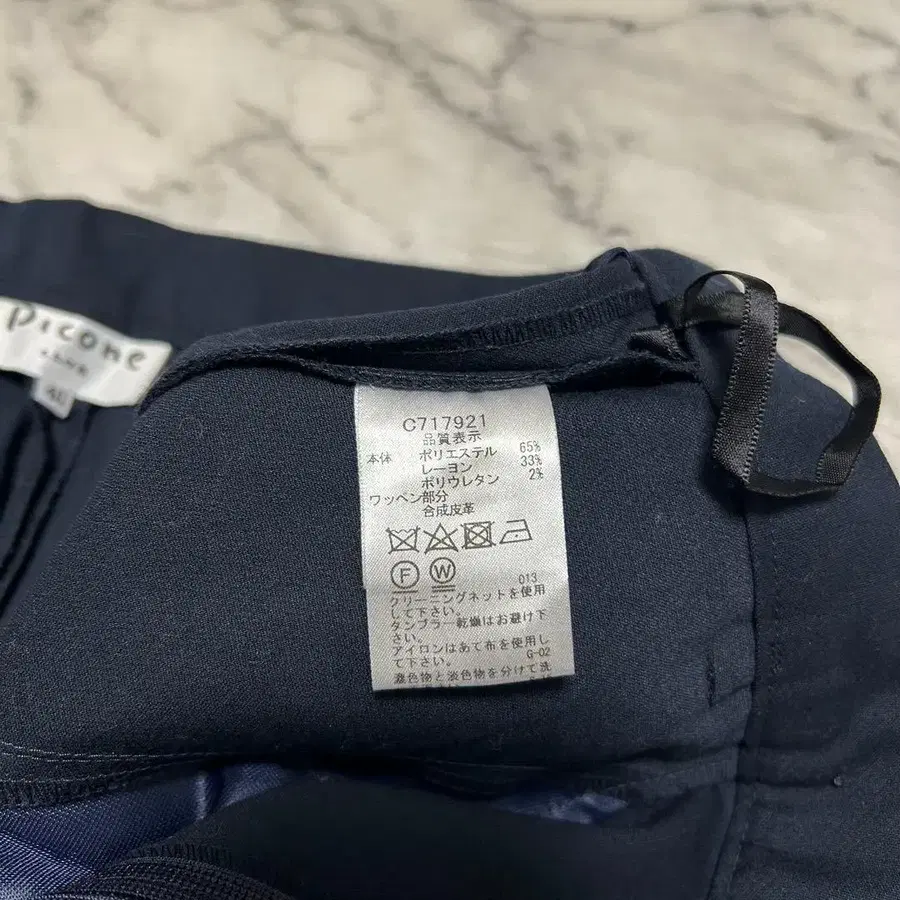 picone
C717921
品質表示
本体 ポリエステル 65%
レーヨン 33%
ポリウレタン 2%
ワッペン部分
合成皮革
F W 013
クリーニングネットを使用
して下さい。
タンブラー乾燥はお避け下
さい。
アイロンはあて布を使用し
て下さい。 G-02
濃色物と淡色物を分けて洗